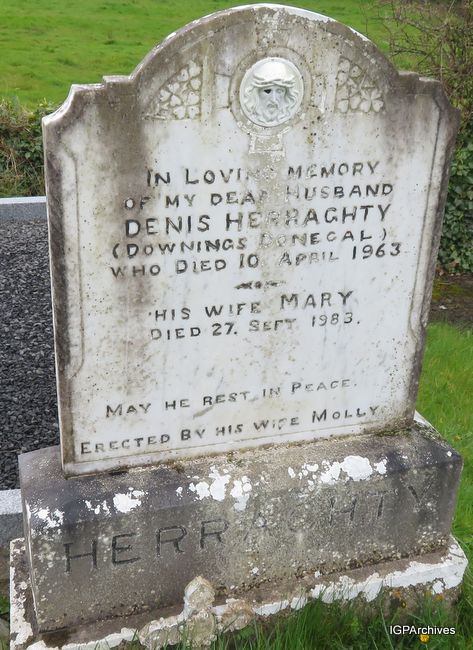 IN LOVING MEMORY
OF MY DEAR HUSBAND
DENIS HERRAGHTY
(DOWNINGS DONEGAL)
WHO DIED 10 APRIL 1963
HIS WIFE MARY
DIED 27. SEPT 1983.
MAY HE REST IN PEACE.
ERECTED BY HIS WIFE MOLLY
HERRAGHTY
IGPArchives